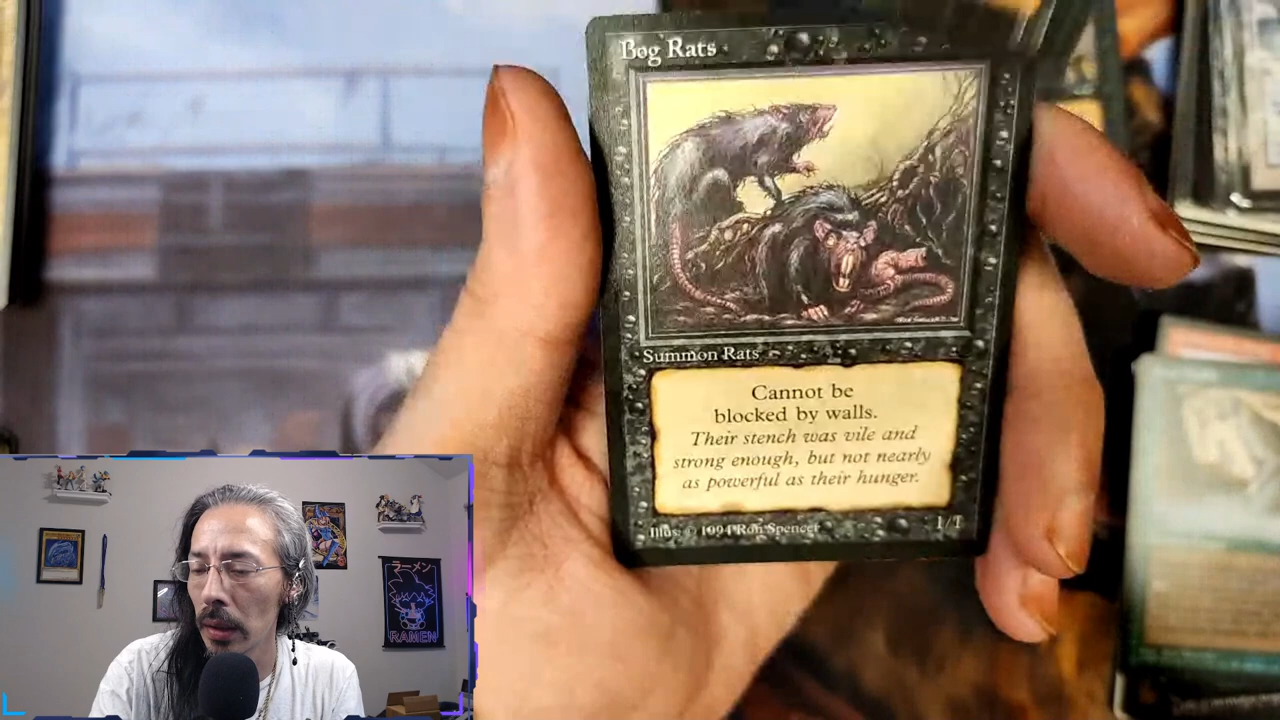 Bog Rats
Summon Rats
Cannot be
blocked by walls.
Their stench was vile and
strong enough, but not nearly
as powerful as their hunger.
Illus. © 1994 Ron Spencer
1/1
ラーメン
RAMEN